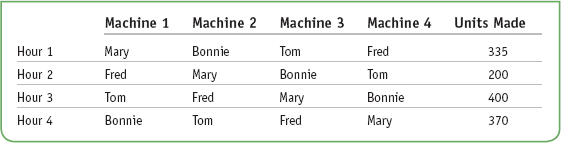 Machine 1 Machine 2 Machine 3 Machine 4 Units Made
Hour 1 Mary Bonnie Tom Fred 335
Hour 2 Fred Mary Bonnie Tom 200
Hour 3 Tom Fred Mary Bonnie 400
Hour 4 Bonnie Tom Fred Mary 370